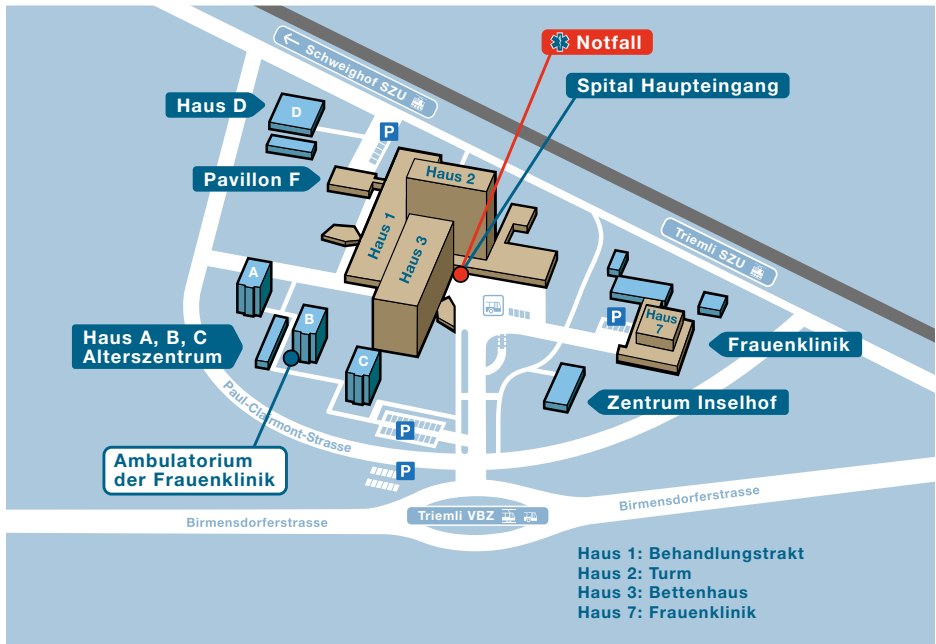 Notfall
Spital Haupteingang
← Schweighof SZU
Haus D
D
P
Pavillon F
Haus 2
Haus 1
Haus 3
Triemli SZU
A
B
C
Haus A, B, C
Alterszentrum
P
Haus
7
Frauenklinik
Zentrum Inselhof
Paul-Clairmont-Strasse
P
P
Ambulatorium
der Frauenklinik
Birmensdorferstrasse
Triemli VBZ
Birmensdorferstrasse
Haus 1: Behandlungstrakt
Haus 2: Turm
Haus 3: Bettenhaus
Haus 7: Frauenklinik